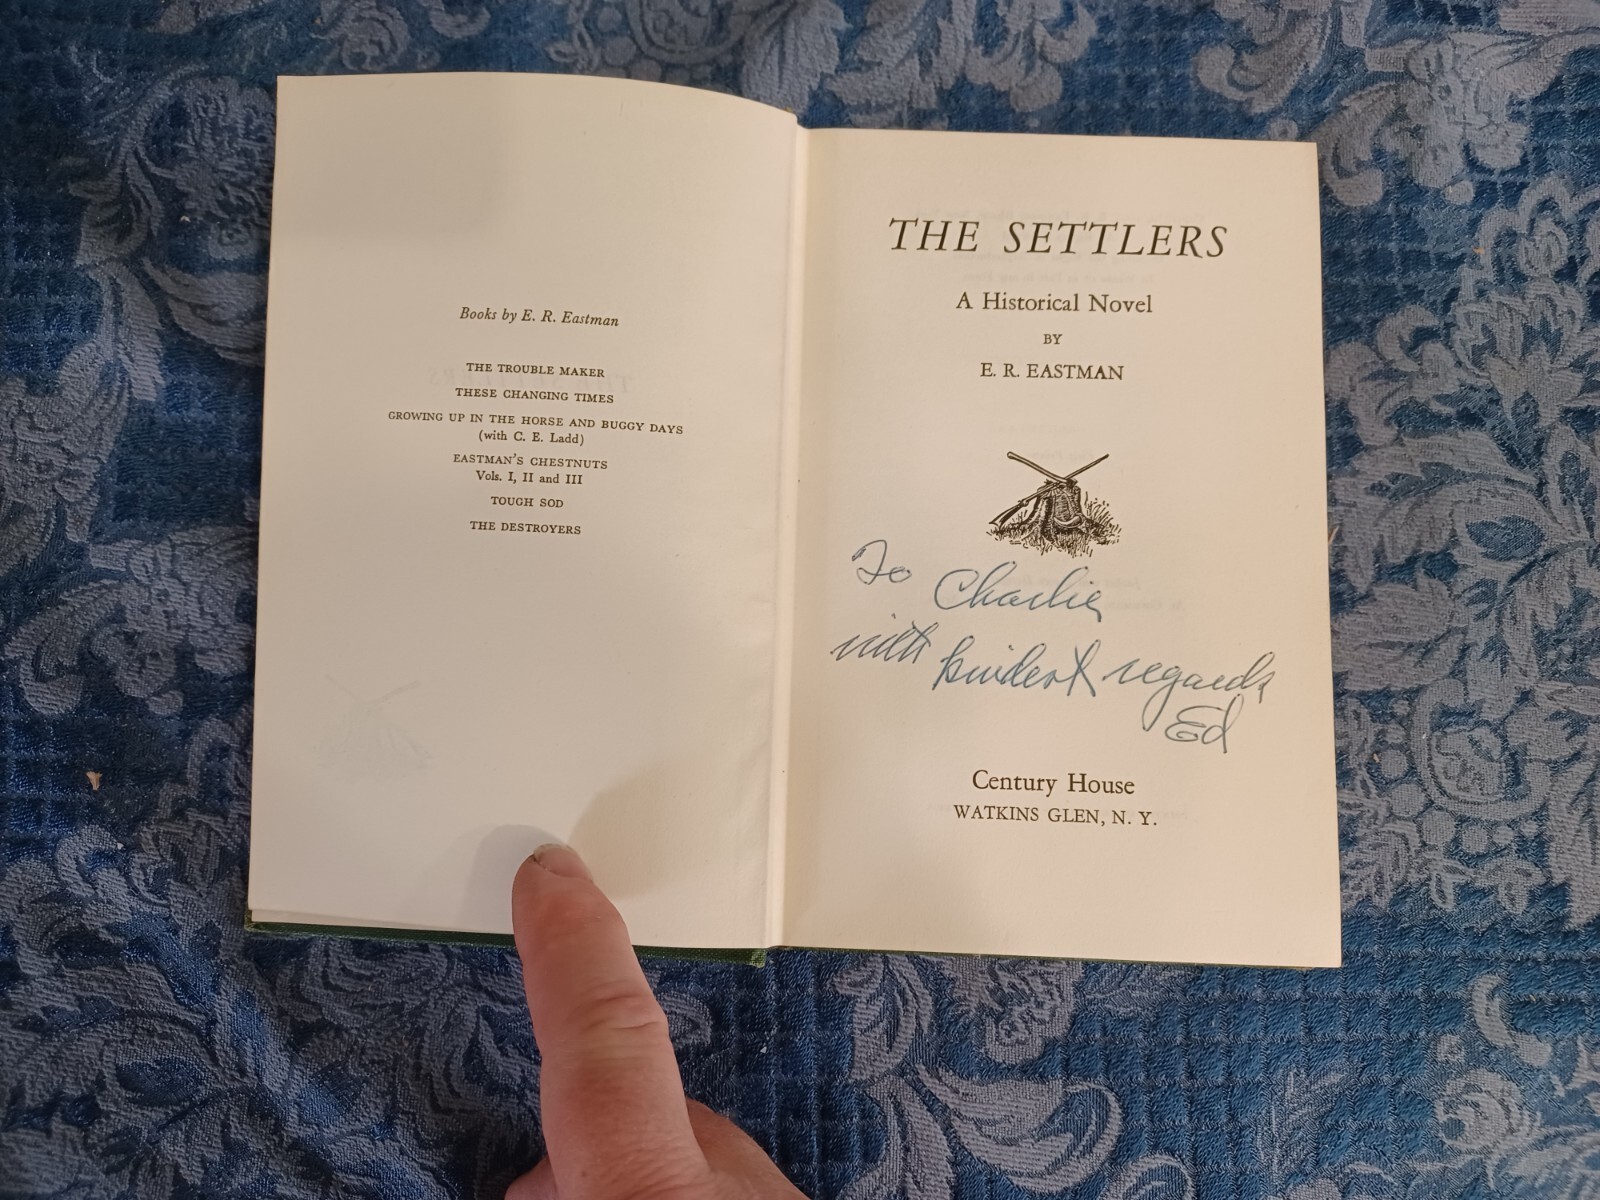 Books by E. R. Eastman
THE TROUBLE MAKER
THESE CHANGING TIMES
GROWING UP IN THE HORSE AND BUGGY DAYS
(with C. E. Ladd)
EASTMAN'S CHESTNUTS
Vols. I, II and III
TOUGH SOD
THE DESTROYERS
THE SETTLERS
A Historical Novel
BY
E. R. EASTMAN
To Charlie
with kindest regards
Ed
Century House
WATKINS GLEN, N. Y.